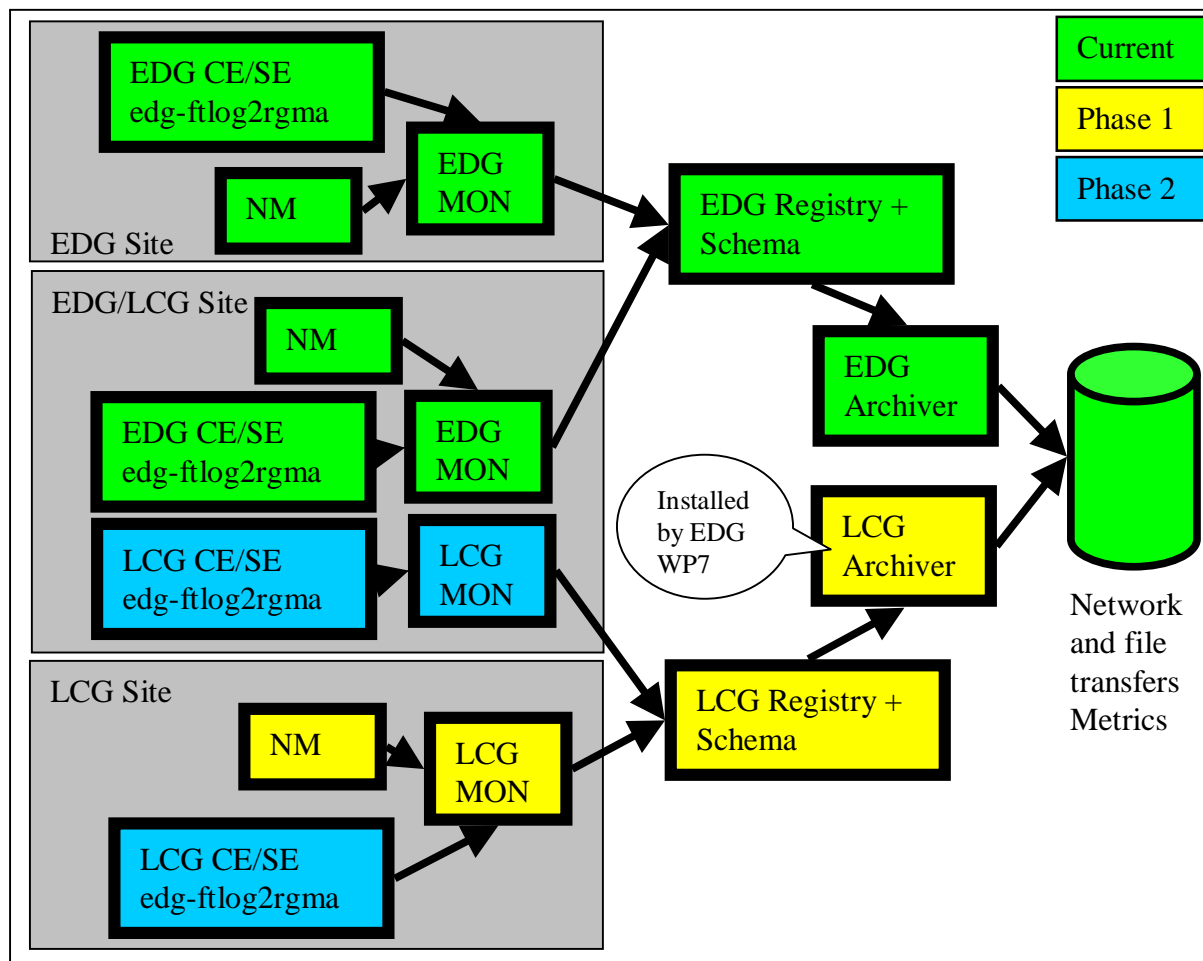 EDG CE/SE
edg-ftlog2rgma
EDG
MON
NM
EDG Site
EDG/LCG Site
NM
EDG CE/SE
edg-ftlog2rgma
EDG
MON
LCG CE/SE
edg-ftlog2rgma
LCG
MON
LCG Site
NM
LCG
MON
LCG CE/SE
edg-ftlog2rgma
EDG Registry +
Schema
EDG
Archiver
Installed
by EDG
WP7
LCG
Archiver
LCG Registry +
Schema
Current
Phase 1
Phase 2
Network
and file
transfers
Metrics